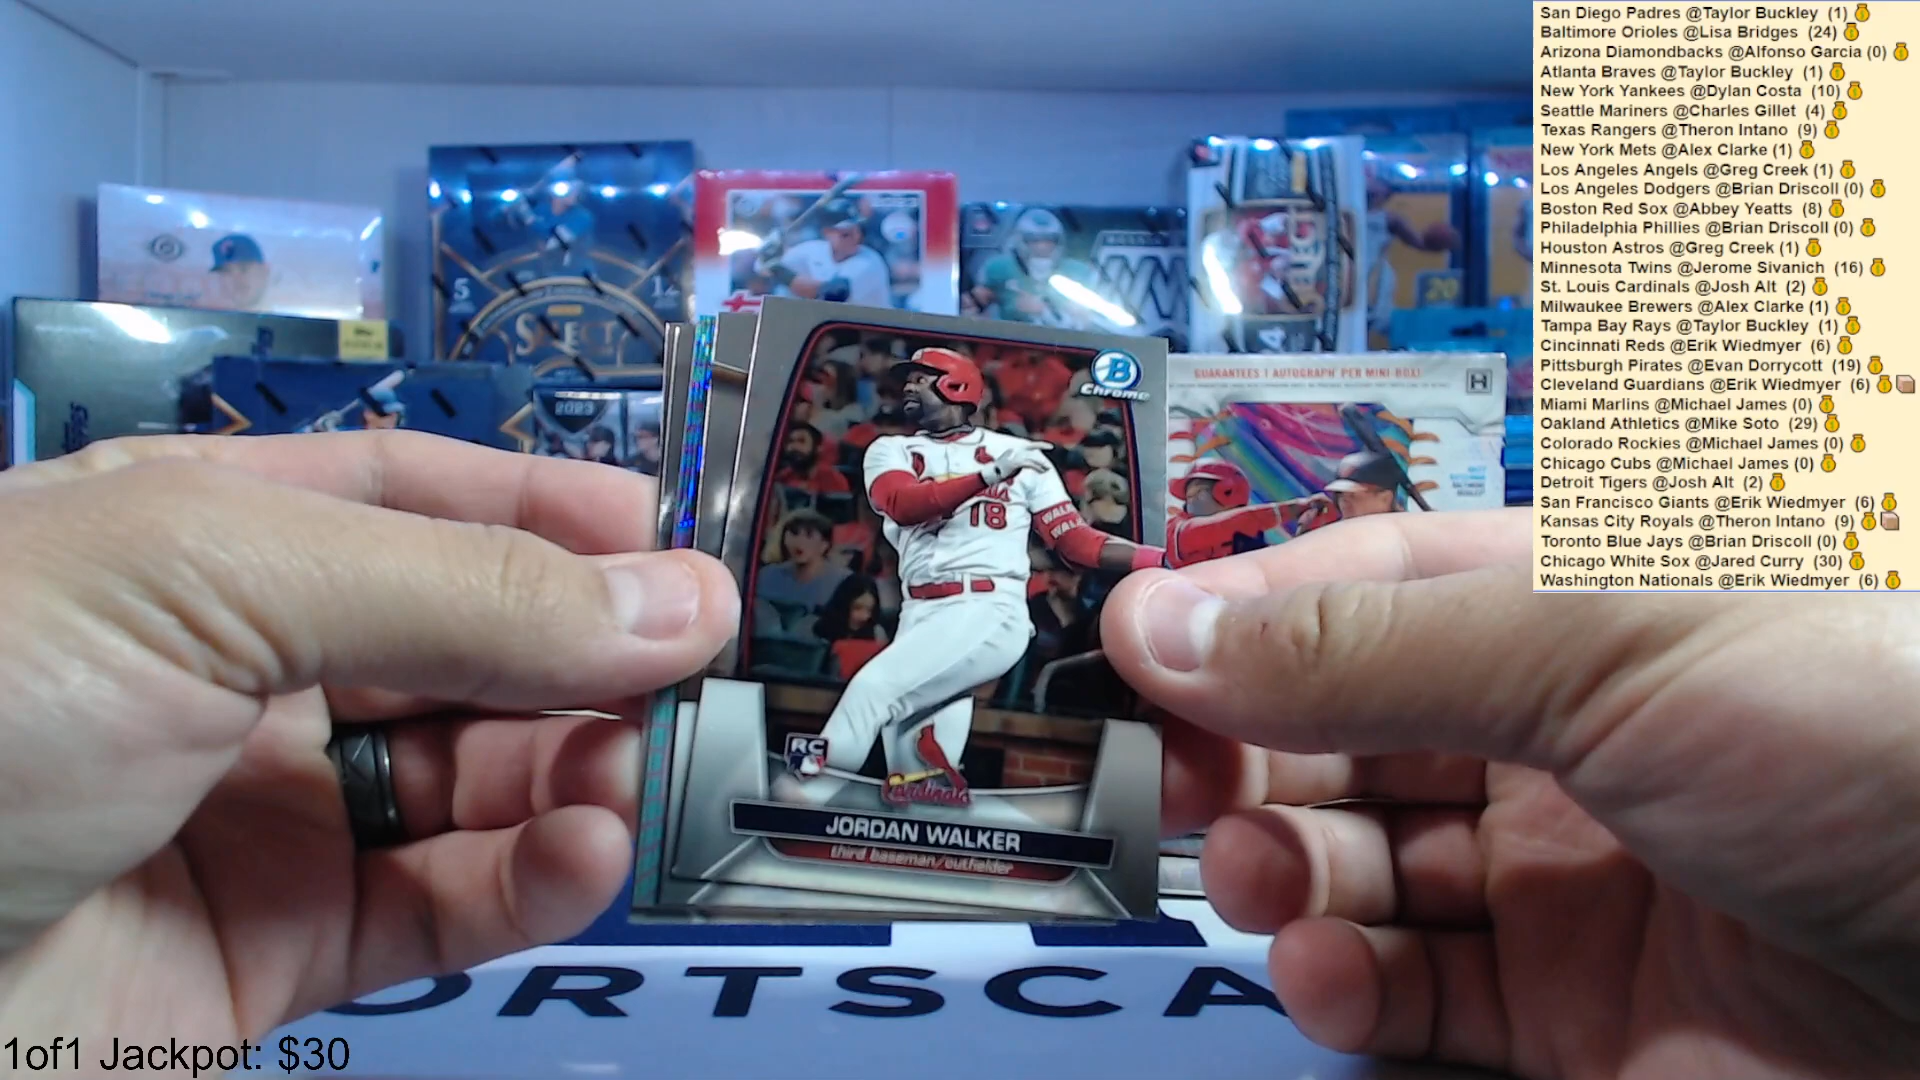 San Diego Padres @Taylor Buckley (1)
Baltimore Orioles @Lisa Bridges (24)
Arizona Diamondbacks @Alfonso Garcia (0)
Atlanta Braves @Taylor Buckley (1)
New York Yankees @Dylan Costa (10)
Seattle Mariners @Charles Gillet (4)
Texas Rangers @Theron Intano (9)
New York Mets @Alex Clarke (1)
Los Angeles Angels @Greg Creek (1)
Los Angeles Dodgers @Brian Driscoll (0)
Boston Red Sox @Abbey Yeatts (8)
Philadelphia Phillies @Brian Driscoll (0)
Houston Astros @Greg Creek (1)
Minnesota Twins @Jerome Sivanich (16)
St. Louis Cardinals @Josh Alt (2)
Milwaukee Brewers @Alex Clarke (1)
Tampa Bay Rays @Taylor Buckley (1)
Cincinnati Reds @Erik Wiedmyer (6)
Pittsburgh Pirates @Evan Dorrycott (19)
Cleveland Guardians @Erik Wiedmyer (6)
Miami Marlins @Michael James (0)
Oakland Athletics @Mike Soto (29)
Colorado Rockies @Michael James (0)
Chicago Cubs @Michael James (0)
Detroit Tigers @Josh Alt (2)
San Francisco Giants @Erik Wiedmyer (6)
Kansas City Royals @Theron Intano (9)
Toronto Blue Jays @Brian Driscoll (0)
Chicago White Sox @Jared Curry (30)
Washington Nationals @Erik Wiedmyer (6)
5
12
SELECT
20
2023
GUARANTEES 1 AUTOGRAPH PER MINI-BOX!
H
B
CHROME
18
WALK
RC
Cardinals
JORDAN WALKER
third baseman/outfielder
ORTSCA
1of1 Jackpot: $30